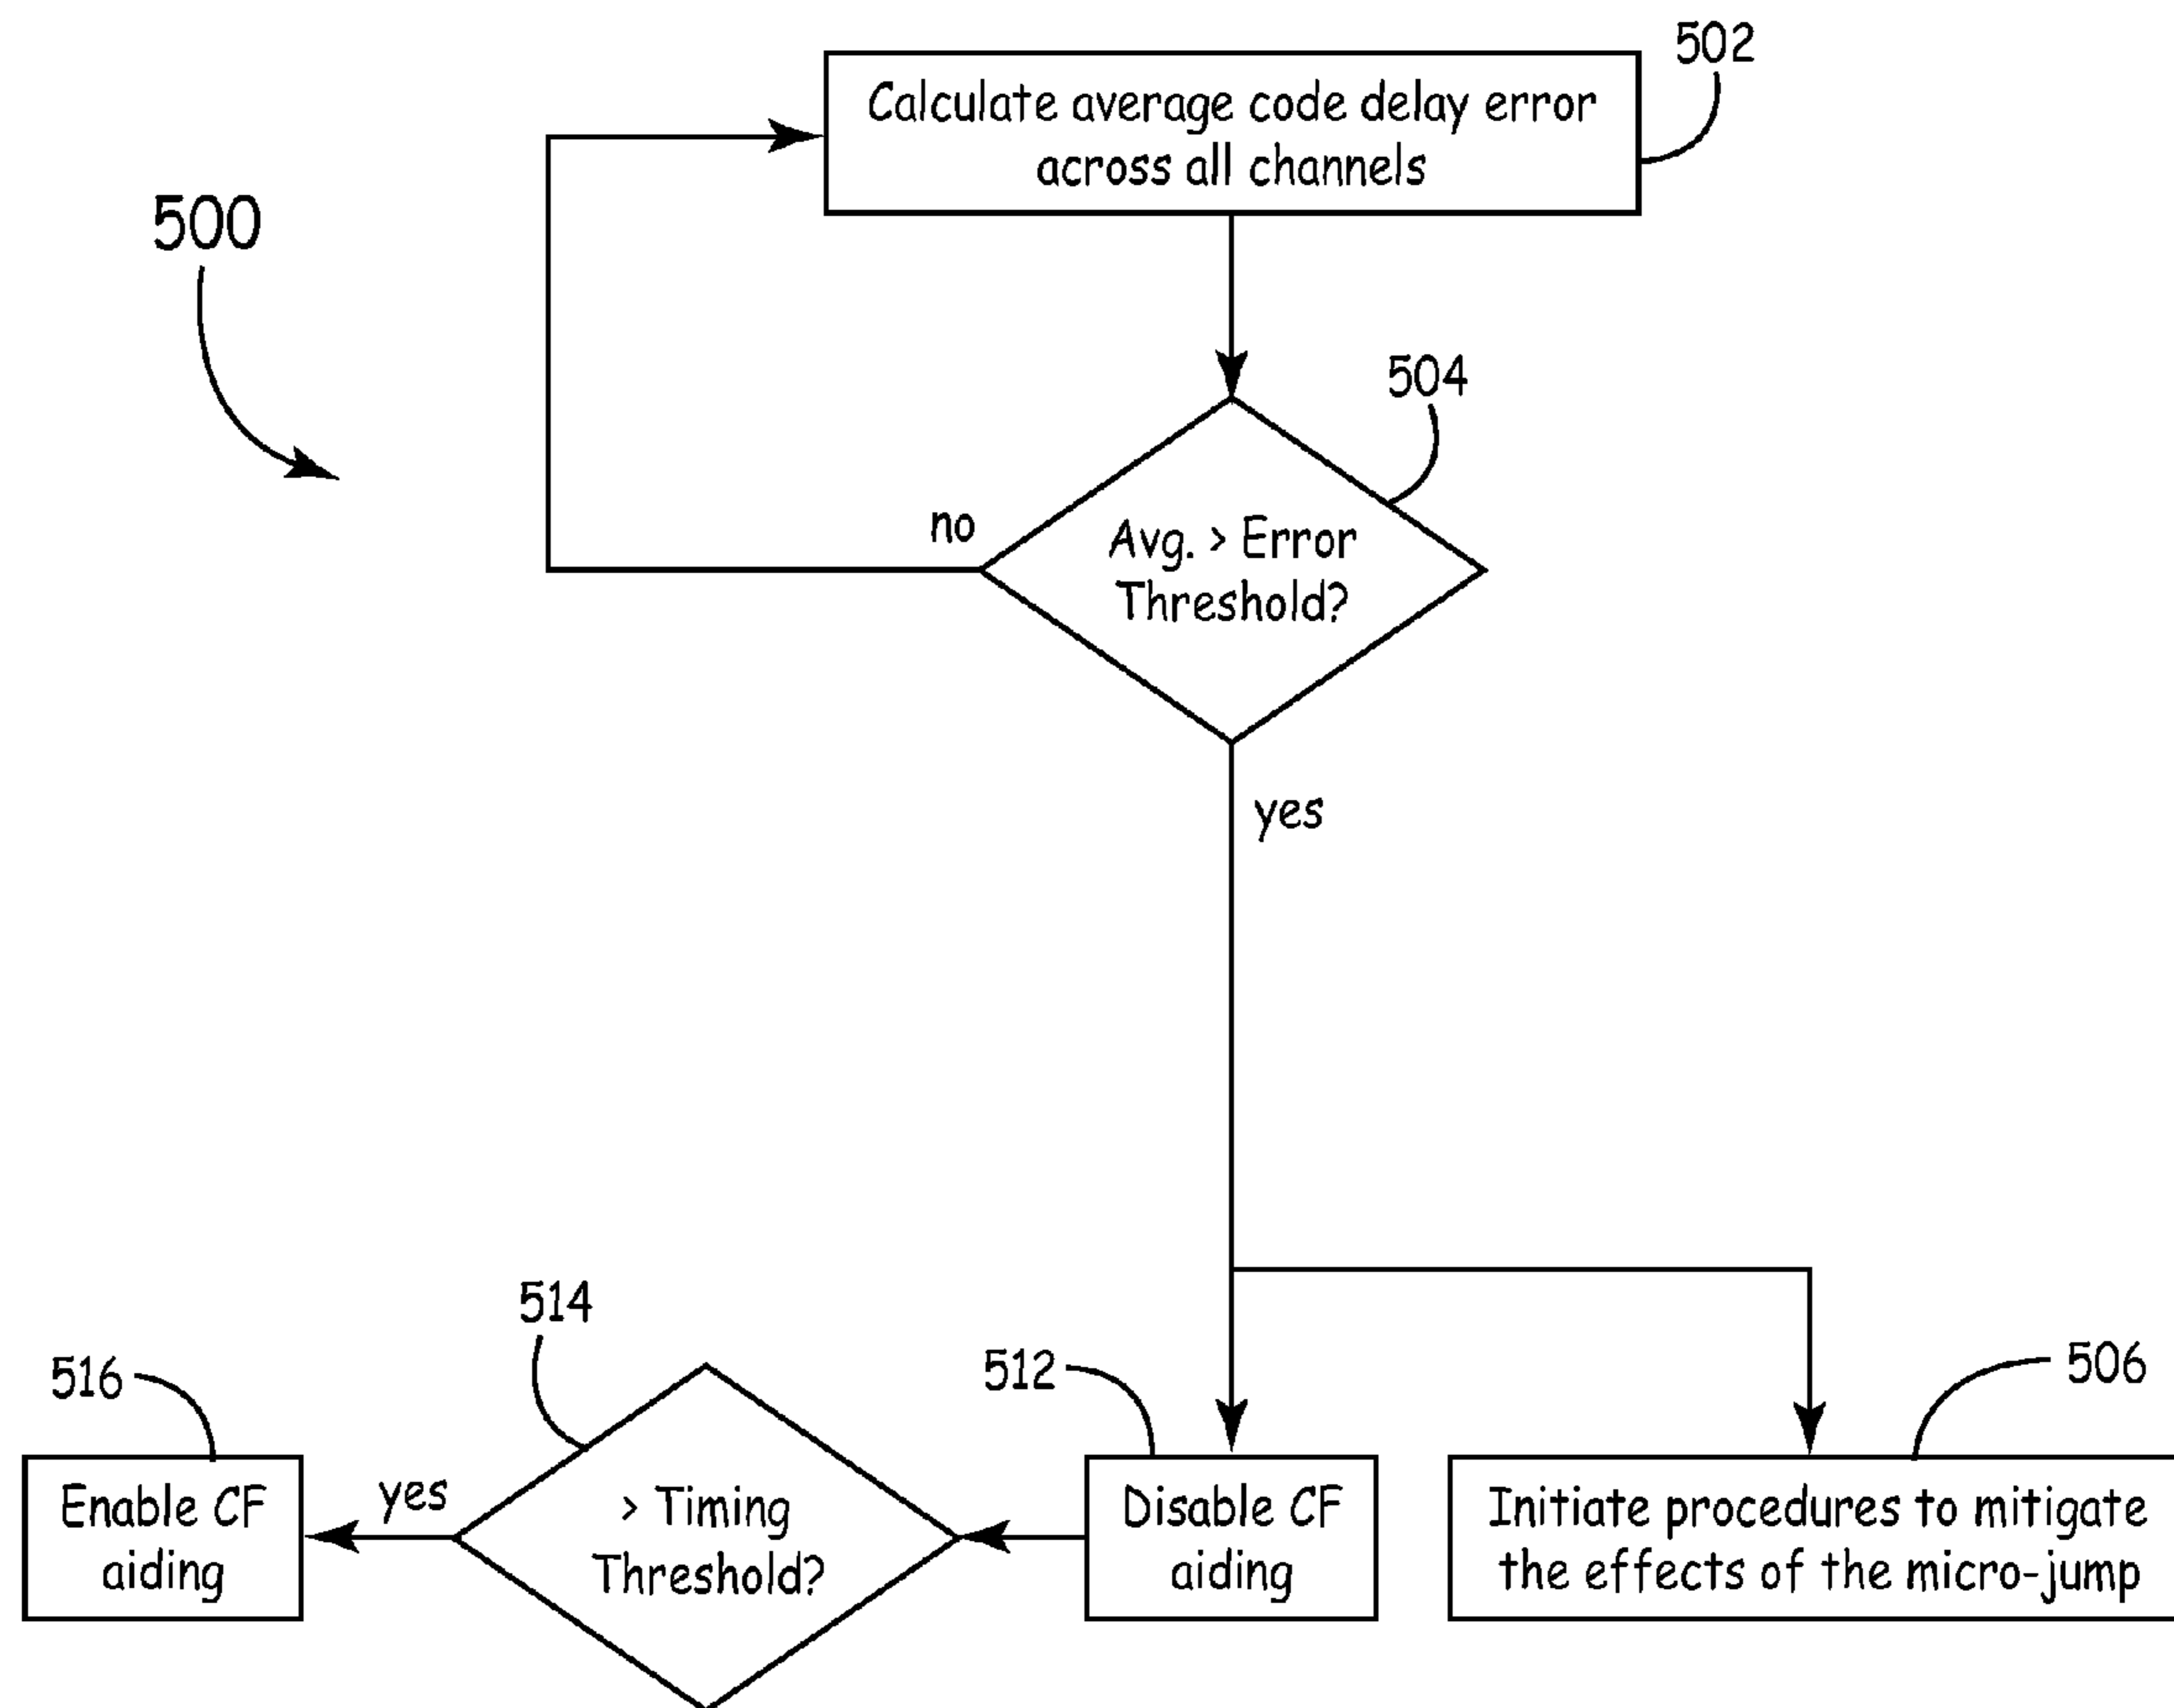 502
Calculate average code delay error
across all channels
500
504
no
Avg. > Error
Threshold?
yes
514
516
512
506
Enable CF
aiding
yes
> Timing
Threshold?
Disable CF
aiding
Initiate procedures to mitigate
the effects of the micro-jump